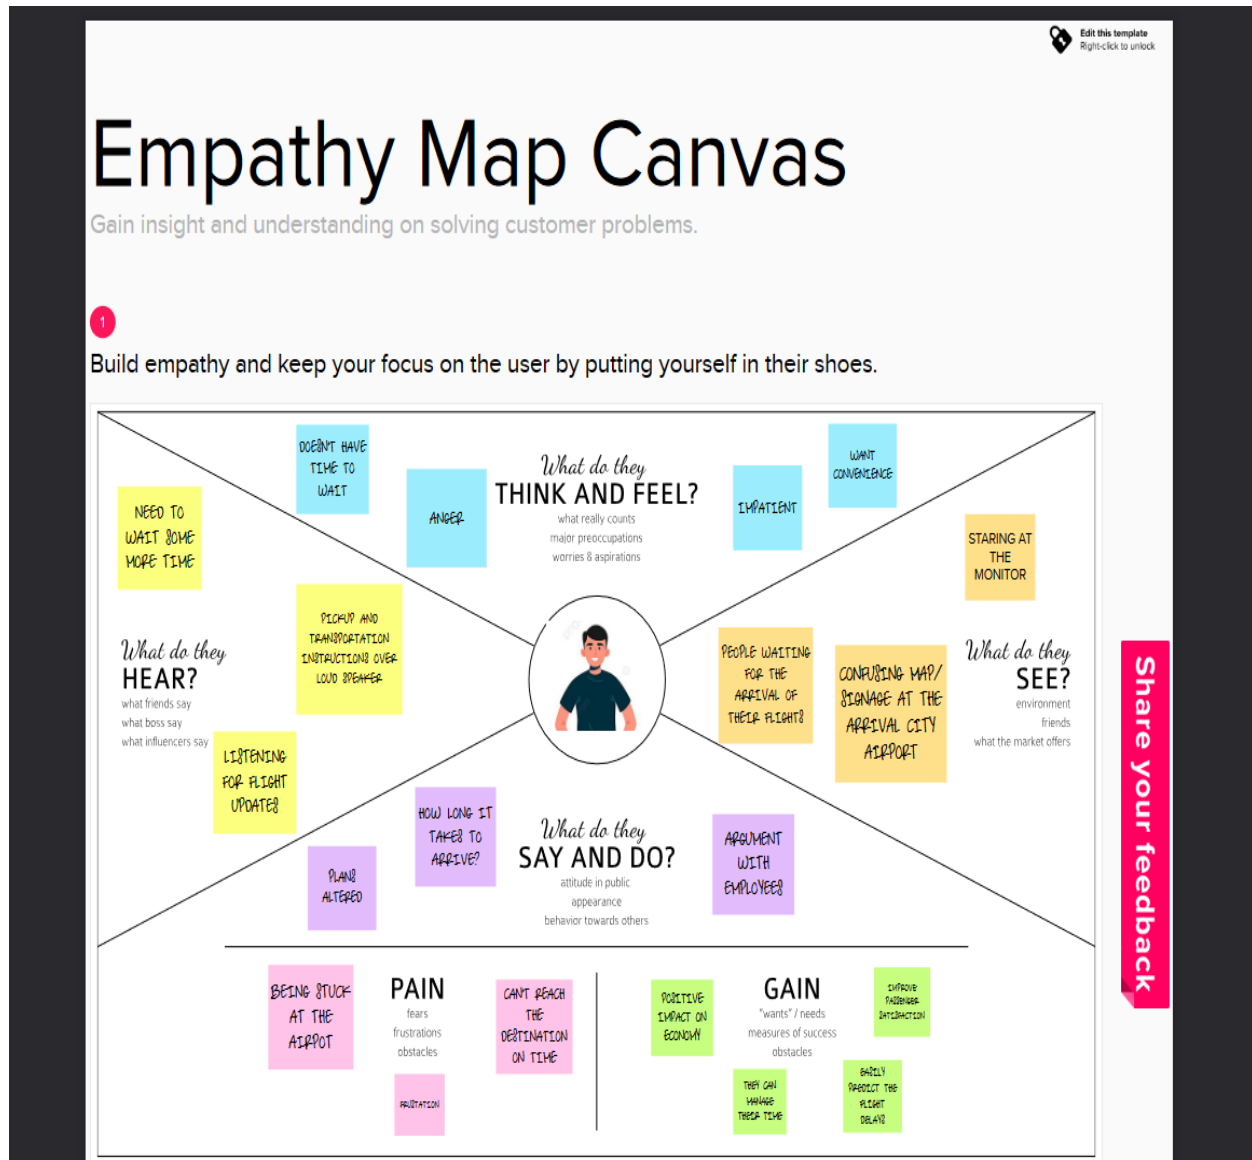 Edit this template
Right-click to unlock
Empathy Map Canvas
Gain insight and understanding on solving customer problems.
1
Build empathy and keep your focus on the user by putting yourself in their shoes.
DOESN'T HAVE
TIME TO
WAIT
ANGER
What do they
THINK AND FEEL?
what really counts
major preoccupations
worries & aspirations
IMPATIENT
WANT
CONVENIENCE
NEED TO
WAIT SOME
MORE TIME
PICKUP AND
TRANSPORTATION
INSTRUCTIONS OVER
LOUD SPEAKER
What do they
HEAR?
what friends say
what boss say
what influencers say
LISTENING
FOR FLIGHT
UPDATES
STARING AT
THE
MONITOR
PEOPLE WAITING
FOR THE
ARRIVAL OF
THEIR FLIGHTS
CONFUSING MAP/
SIGNAGE AT THE
ARRIVAL CITY
AIRPORT
What do they
SEE?
environment
friends
what the market offers
Share your feedback
PLANS
ALTERED
HOW LONG IT
TAKES TO
ARRIVE?
What do they
SAY AND DO?
attitude in public
appearance
behavior towards others
ARGUMENT
WITH
EMPLOYEES
BEING STUCK
AT THE
AIRPOT
PAIN
fears
frustrations
obstacles
CAN'T REACH
THE
DESTINATION
ON TIME
FRUSTATION
POSITIVE
IMPACT ON
ECONOMY
GAIN
"wants" / needs
measures of success
obstacles
IMPROVE
PASSENGER
SATISFACTION
THEY CAN
MANAGE
THEIR TIME
EASILY
PREDICT THE
FLIGHT
DELAYS